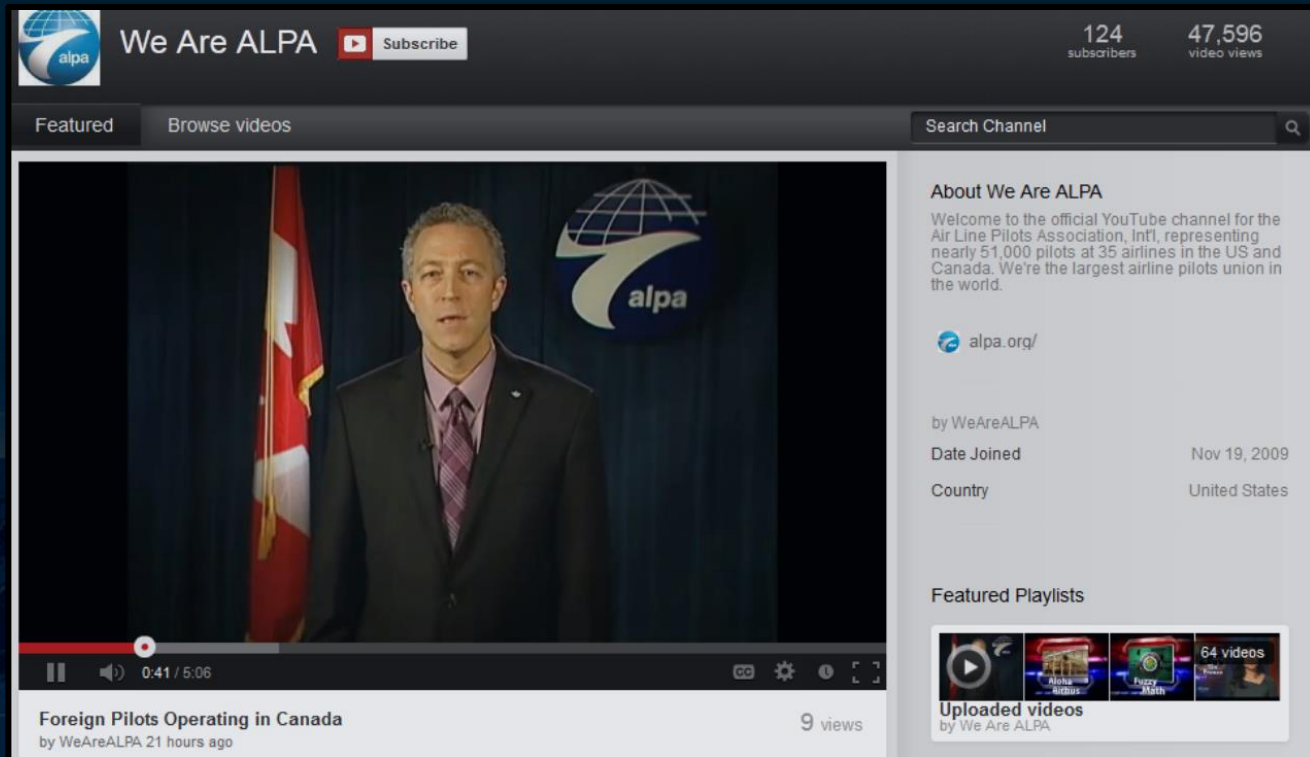 alpa
We Are ALPA
Subscribe
124
subscribers
47,596
video views
Featured
Browse videos
Search Channel
alpa
0:41 / 5:06
CC
Foreign Pilots Operating in Canada
by WeAreALPA 21 hours ago
9 views
About We Are ALPA
Welcome to the official YouTube channel for the
Air Line Pilots Association, Int'l, representing
nearly 51,000 pilots at 35 airlines in the US and
Canada. We're the largest airline pilots union in
the world.
alpa.org/
by WeAreALPA
Date Joined Nov 19, 2009
Country United States
Featured Playlists
64 videos
Aloha
Airbus
Fuzzy
Math
Uploaded videos
by We Are ALPA